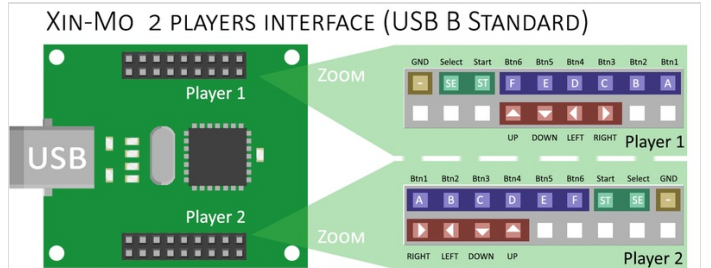 XIN-MO 2 PLAYERS INTERFACE (USB B STANDARD)
Player 1
ZOOM
GND Select Start Btn6 Btn5 Btn4 Btn3 Btn2 Btn1
- SE ST F E D C B A
UP DOWN LEFT RIGHT
Player 1
USB
Player 2
ZOOM
Btn1 Btn2 Btn3 Btn4 Btn5 Btn6 Start Select GND
A B C D E F ST SE -
RIGHT LEFT DOWN UP
Player 2